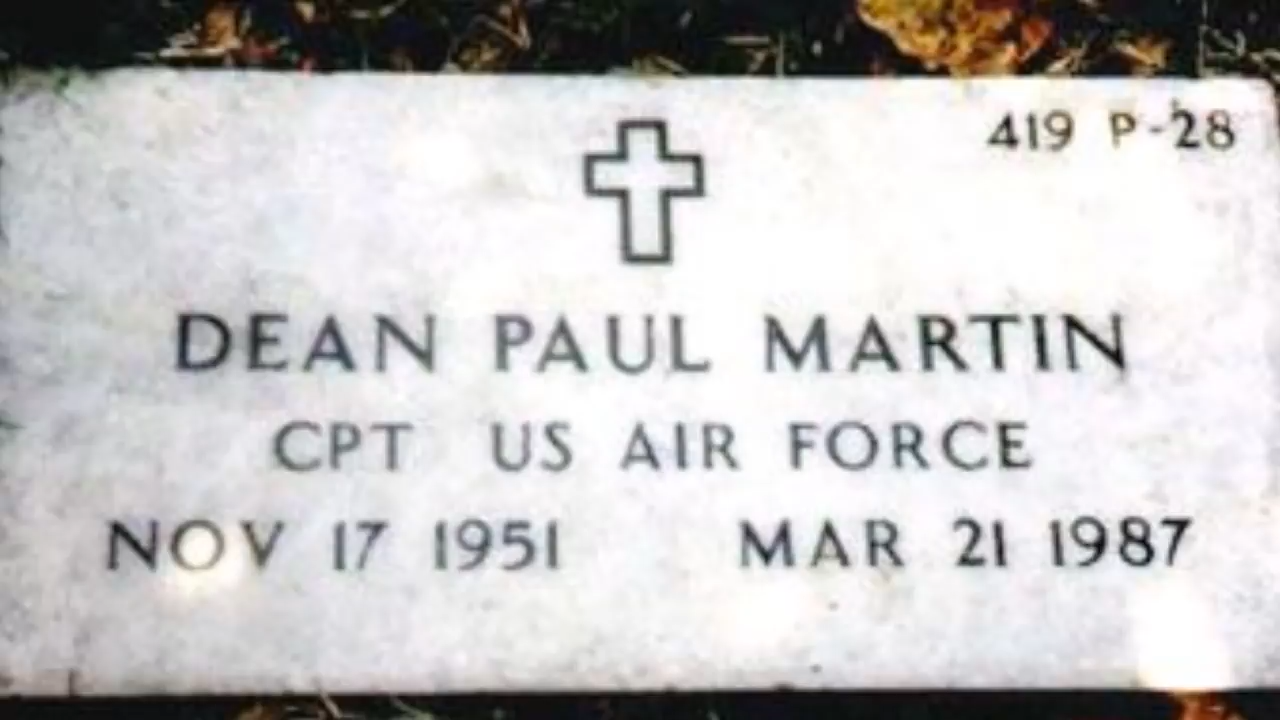 419 P-28
DEAN PAUL MARTIN
CPT US AIR FORCE
NOV 17 1951 MAR 21 1987